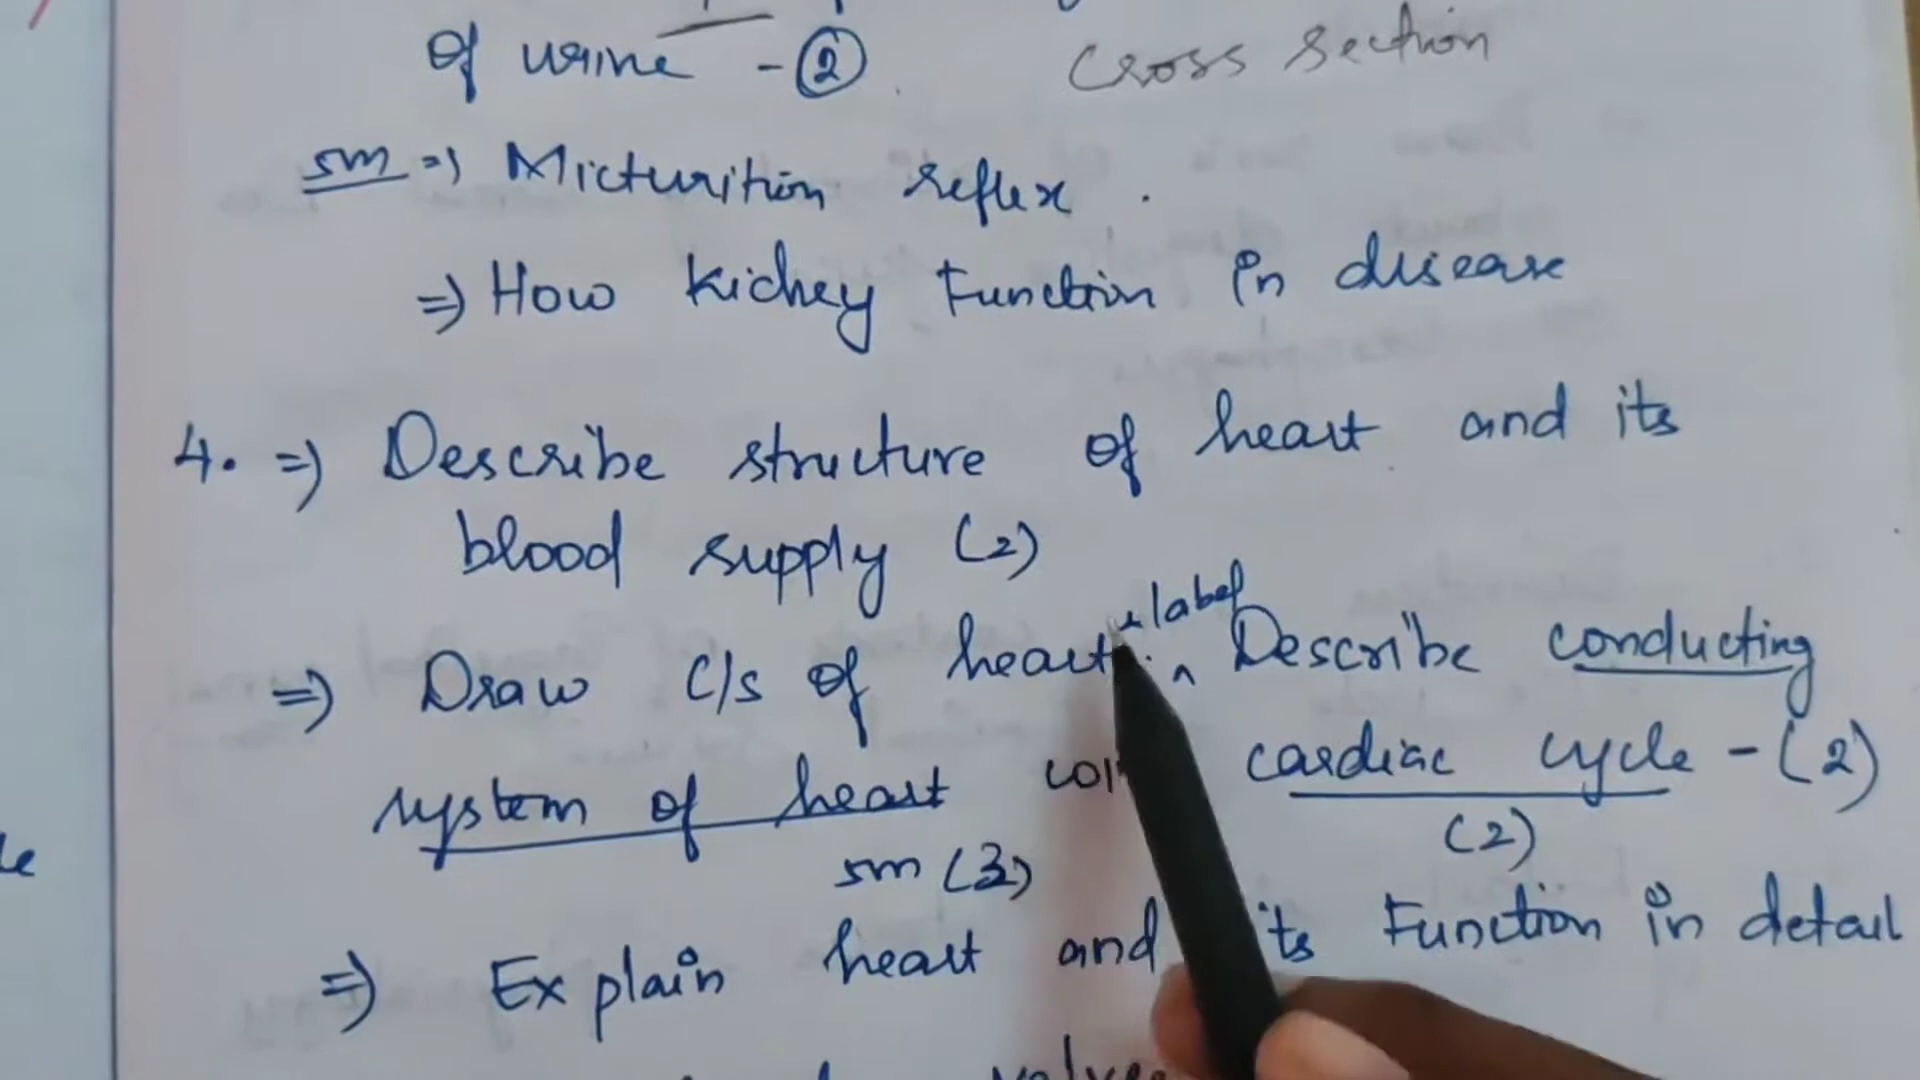 of urine - 2
cross section
sm => Micturition reflex.
=> How kichey Function in disease
4. => Describe structure of heart and its
blood supply (2)
=> Draw c/s of heart. & label Describe conducting
system of heart cardiac cycle - (2)
sm (3) (2)
=> Explain heart and its Function in detail